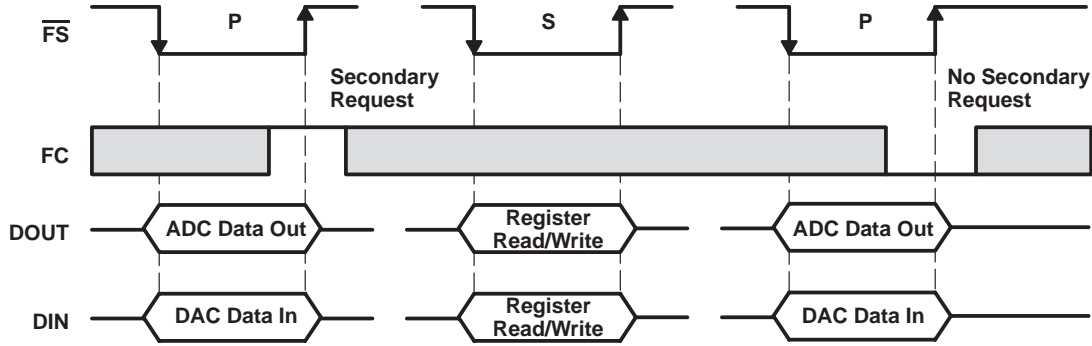 FS
P
S
P
Secondary
Request
No Secondary
Request
FC
DOUT
ADC Data Out
Register
Read/Write
ADC Data Out
DIN
DAC Data In
Register
Read/Write
DAC Data In